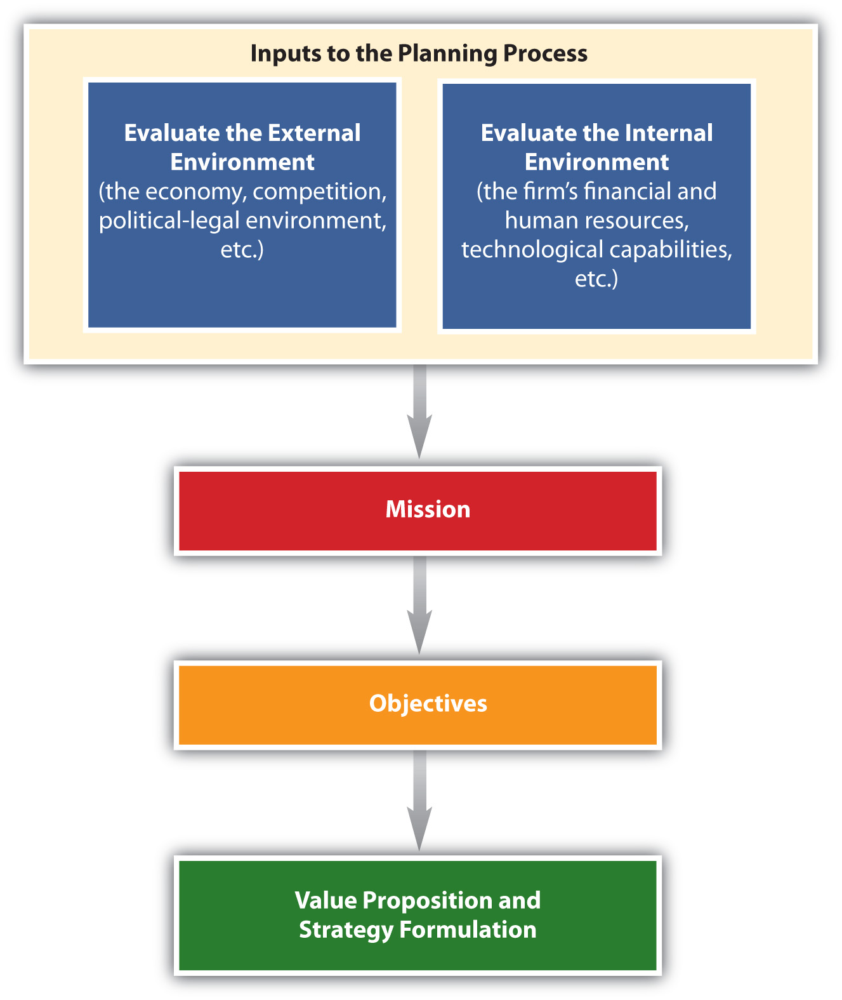 Inputs to the Planning Process
Evaluate the External
Environment
(the economy, competition,
political-legal environment,
etc.)
Evaluate the Internal
Environment
(the firm’s financial and
human resources,
technological capabilities,
etc.)
Mission
Objectives
Value Proposition and
Strategy Formulation